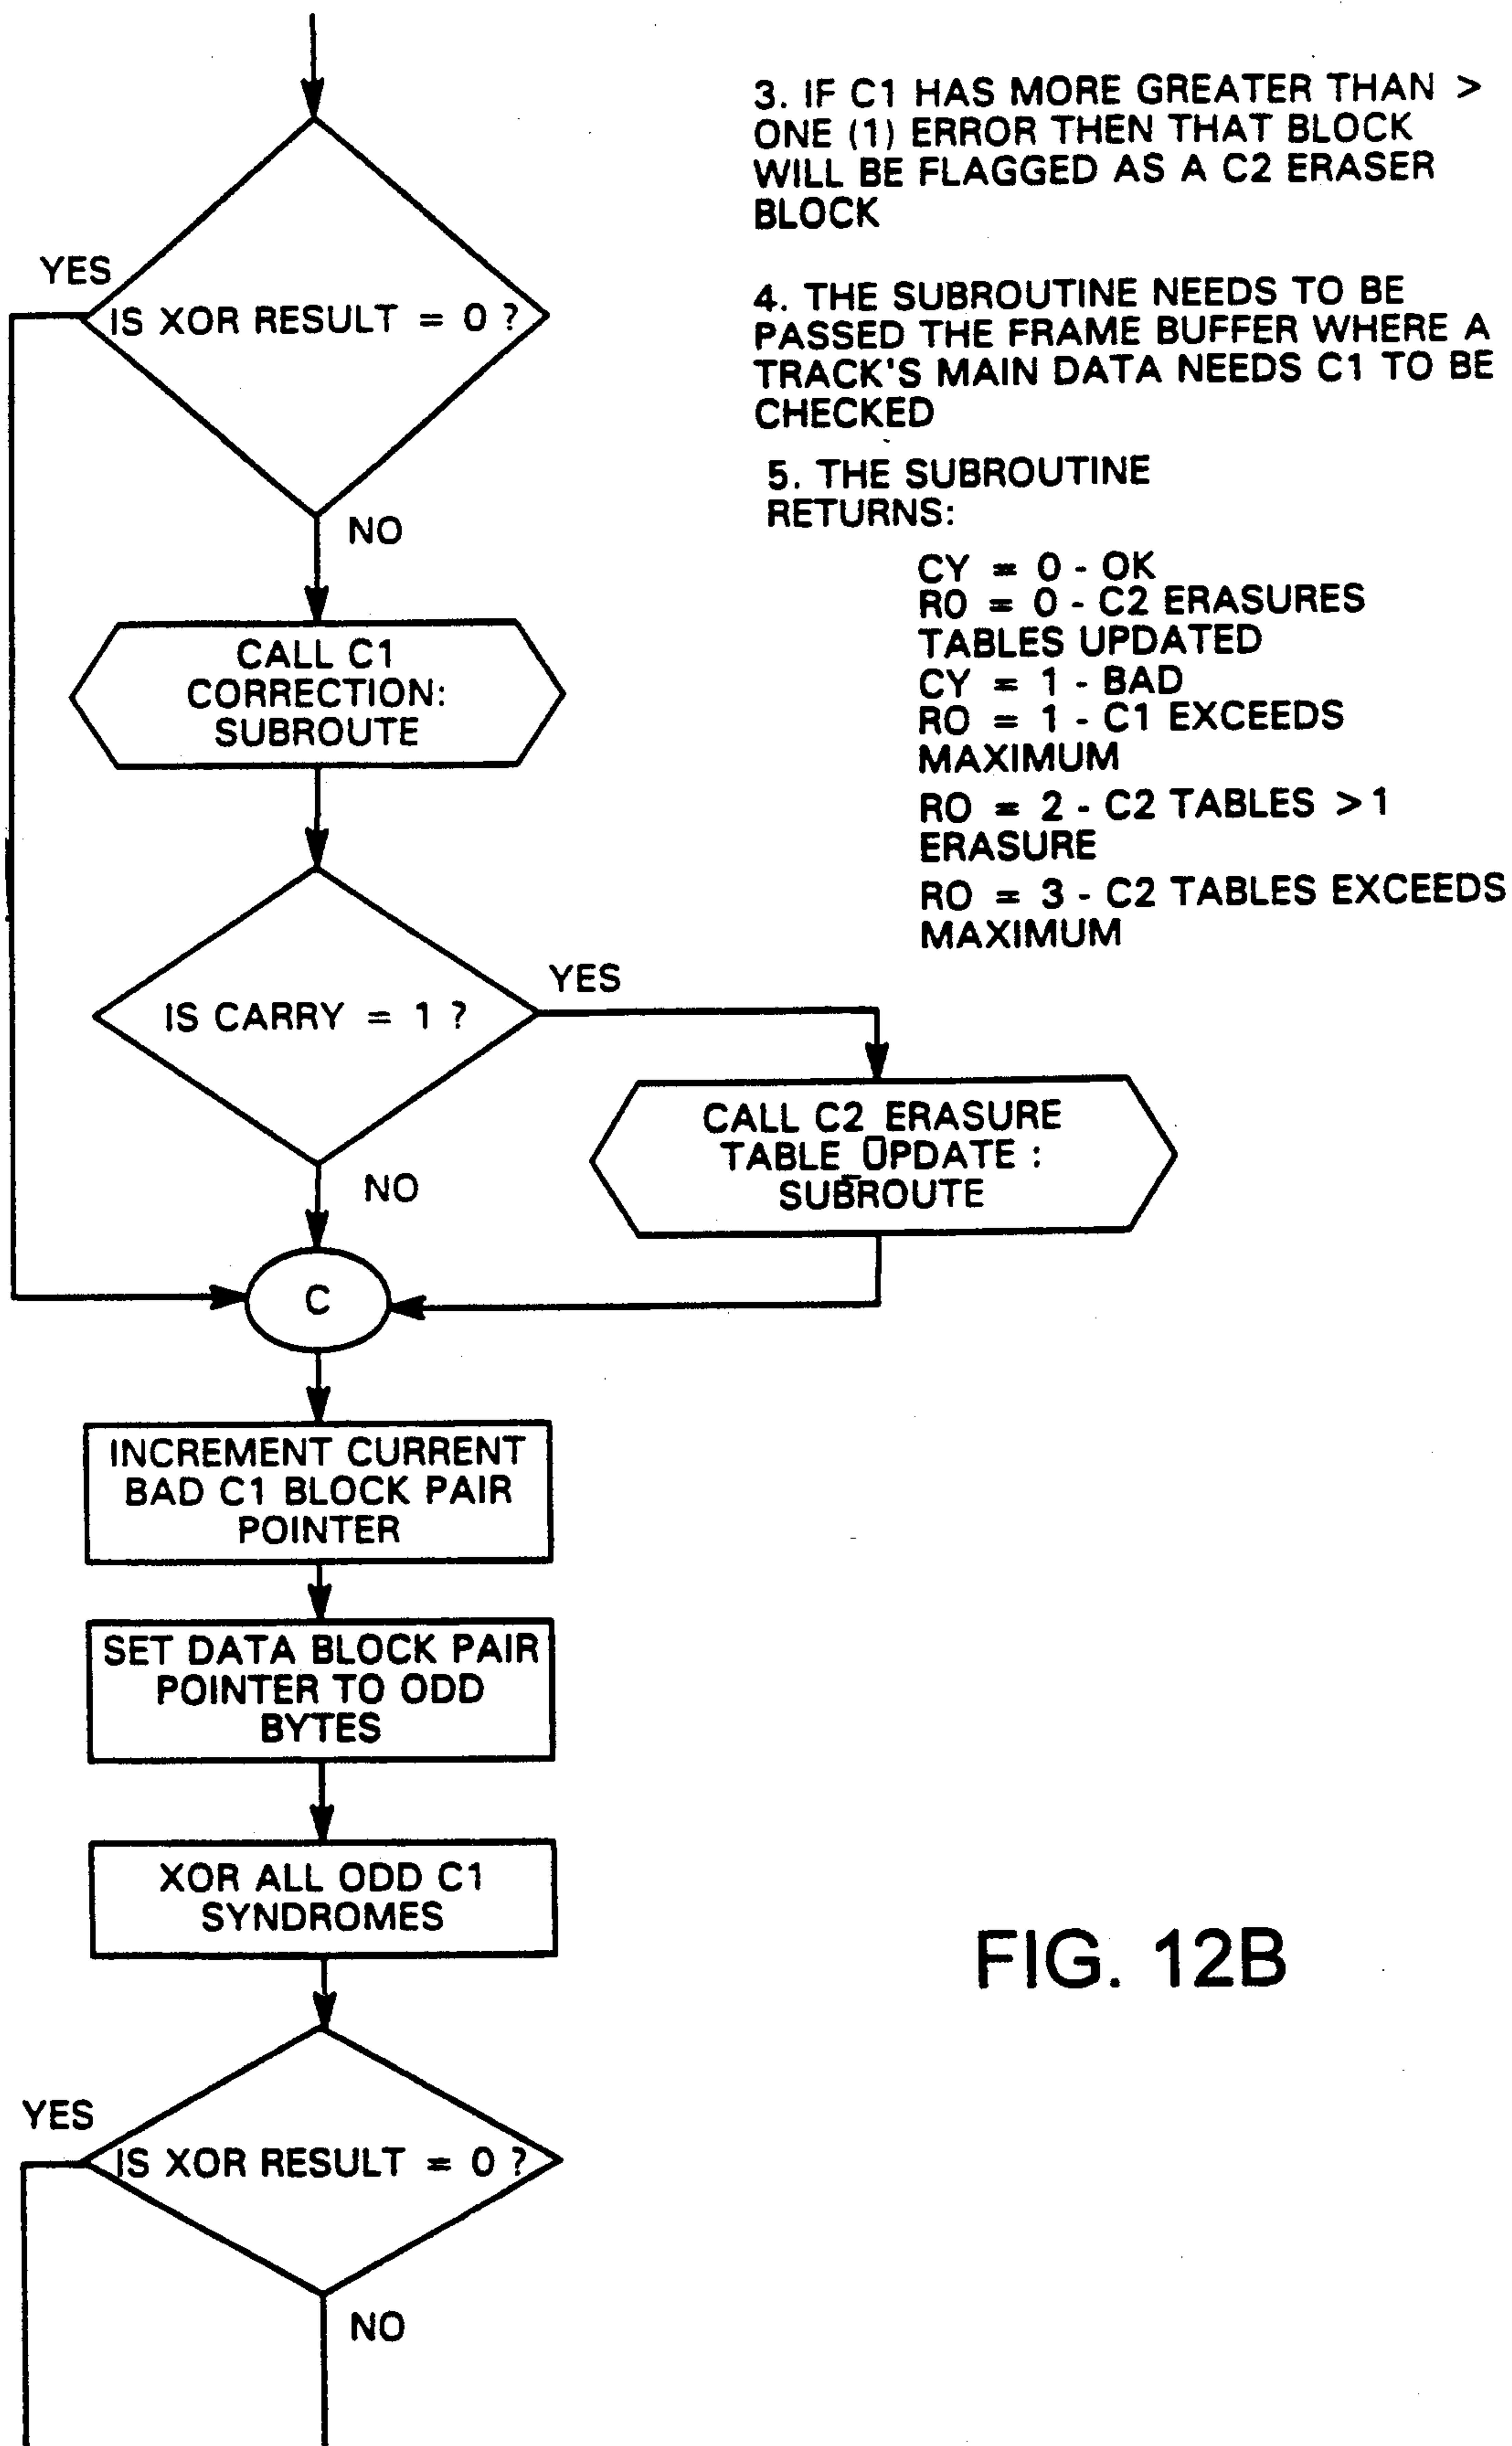 3. IF C1 HAS MORE GREATER THAN >
ONE (1) ERROR THEN THAT BLOCK
WILL BE FLAGGED AS A C2 ERASER
BLOCK
4. THE SUBROUTINE NEEDS TO BE
PASSED THE FRAME BUFFER WHERE A
TRACK'S MAIN DATA NEEDS C1 TO BE
CHECKED
5. THE SUBROUTINE
RETURNS:
CY = 0 - OK
RO = 0 - C2 ERASURES
TABLES UPDATED
CY = 1 - BAD
RO = 1 - C1 EXCEEDS
MAXIMUM
RO = 2 - C2 TABLES > 1
ERASURE
RO = 3 - C2 TABLES EXCEEDS
MAXIMUM
YES
IS XOR RESULT = 0 ?
NO
CALL C1
CORRECTION:
SUBROUTE
IS CARRY = 1 ?
YES
NO
CALL C2_ERASURE
TABLE_UPDATE :
SUBROUTE
C
INCREMENT CURRENT
BAD C1 BLOCK PAIR
POINTER
SET DATA BLOCK PAIR
POINTER TO ODD
BYTES
XOR ALL ODD C1
SYNDROMES
YES
IS XOR RESULT = 0 ?
NO
FIG. 12B